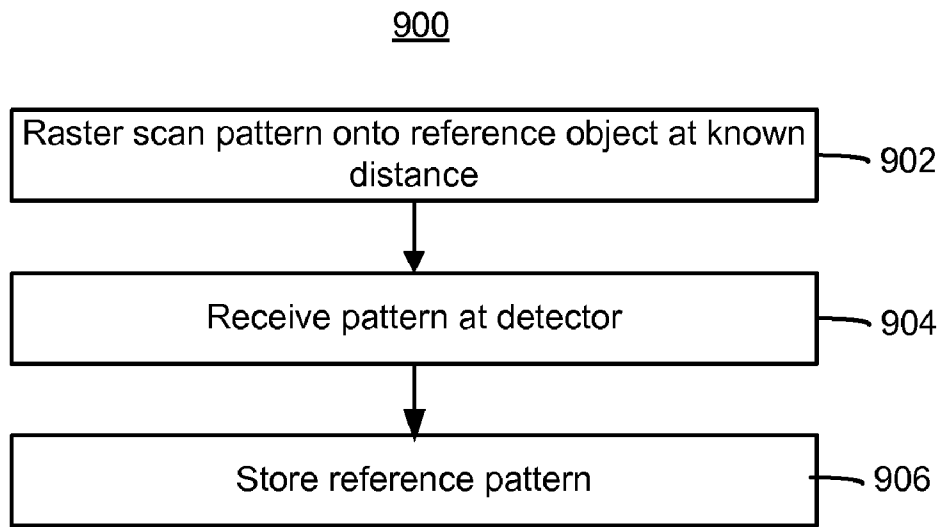 900
Raster scan pattern onto reference object at known
distance
902
Receive pattern at detector
904
Store reference pattern
906